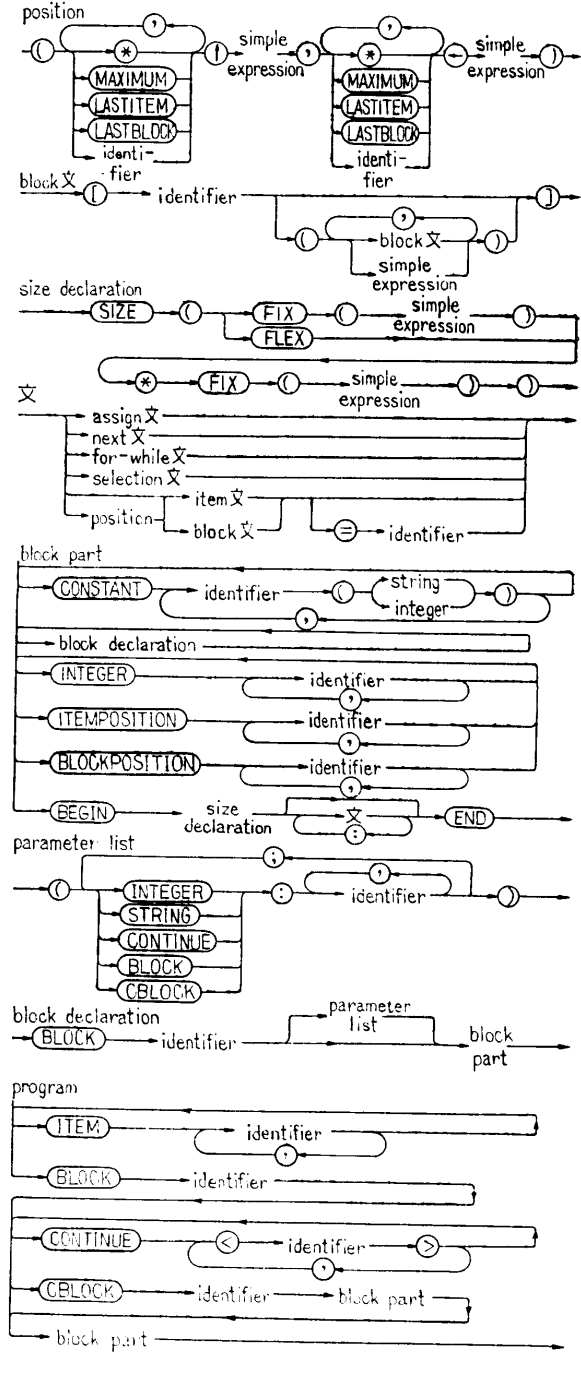 position
,
( * ↑ simple expression , * ← simple expression )
MAXIMUM MAXIMUM
LASTITEM LASTITEM
LASTBLOCK LASTBLOCK
identi- identi-
fier fier
block文
[ identifier ]
,
( block文 )
simple
expression
size declaration
SIZE ( FIX ( simple expression )
FLEX
* FIX ( simple expression ) )
文
assign文
next文
for-while文
selection文
position item文
block文 = identifier
block part
CONSTANT identifier ( string )
integer
,
block declaration
INTEGER identifier
,
ITEMPOSITION identifier
,
BLOCKPOSITION identifier
,
BEGIN size declaration 文 END
:
parameter list
;
( INTEGER : , identifier )
STRING
CONTINUE
BLOCK
CBLOCK
block declaration
parameter
list
BLOCK identifier block
part
program
ITEM identifier
,
BLOCK identifier
CONTINUE < identifier >
,
CBLOCK identifier block part
block part